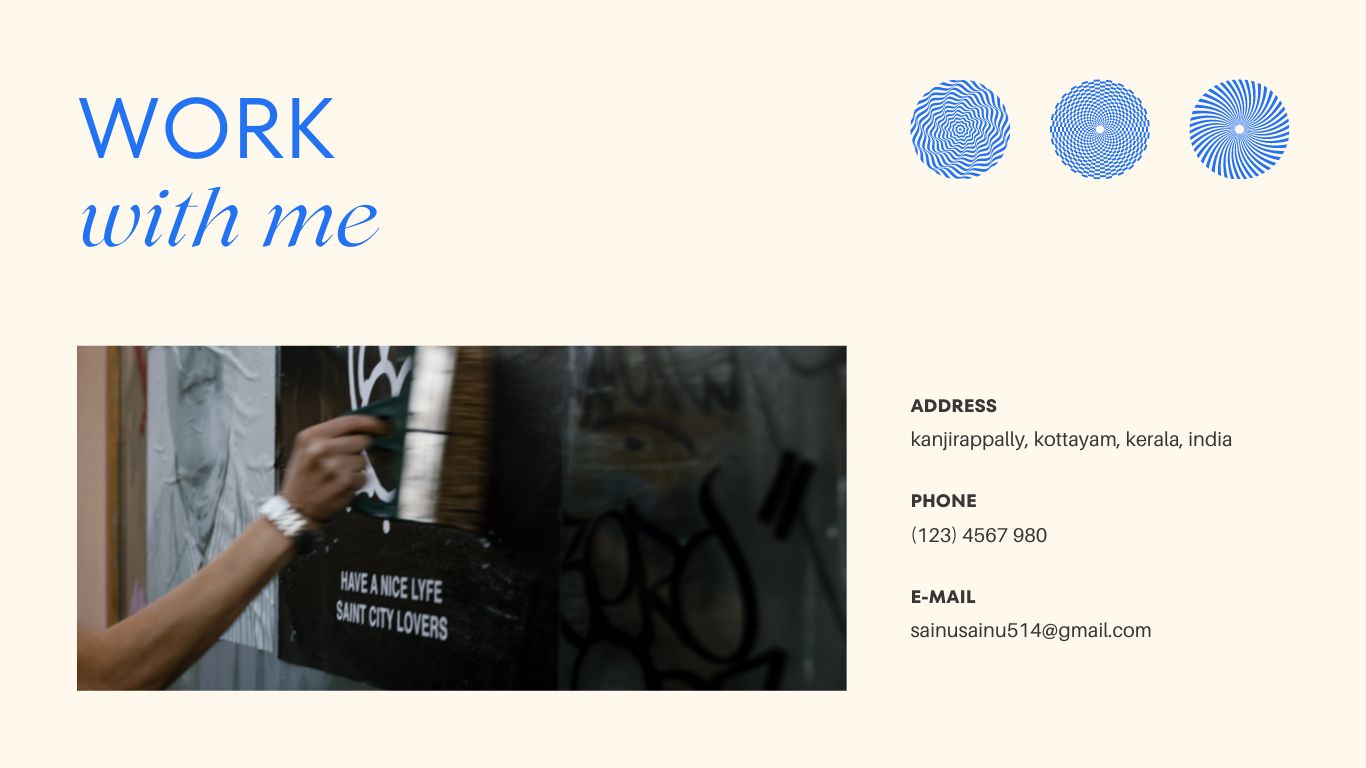 WORK
with me
HAVE A NICE LYFE
SAINT CITY LOVERS
ADDRESS
kanjirappally, kottayam, kerala, india
PHONE
(123) 4567 980
E-MAIL
sainusainu514@gmail.com